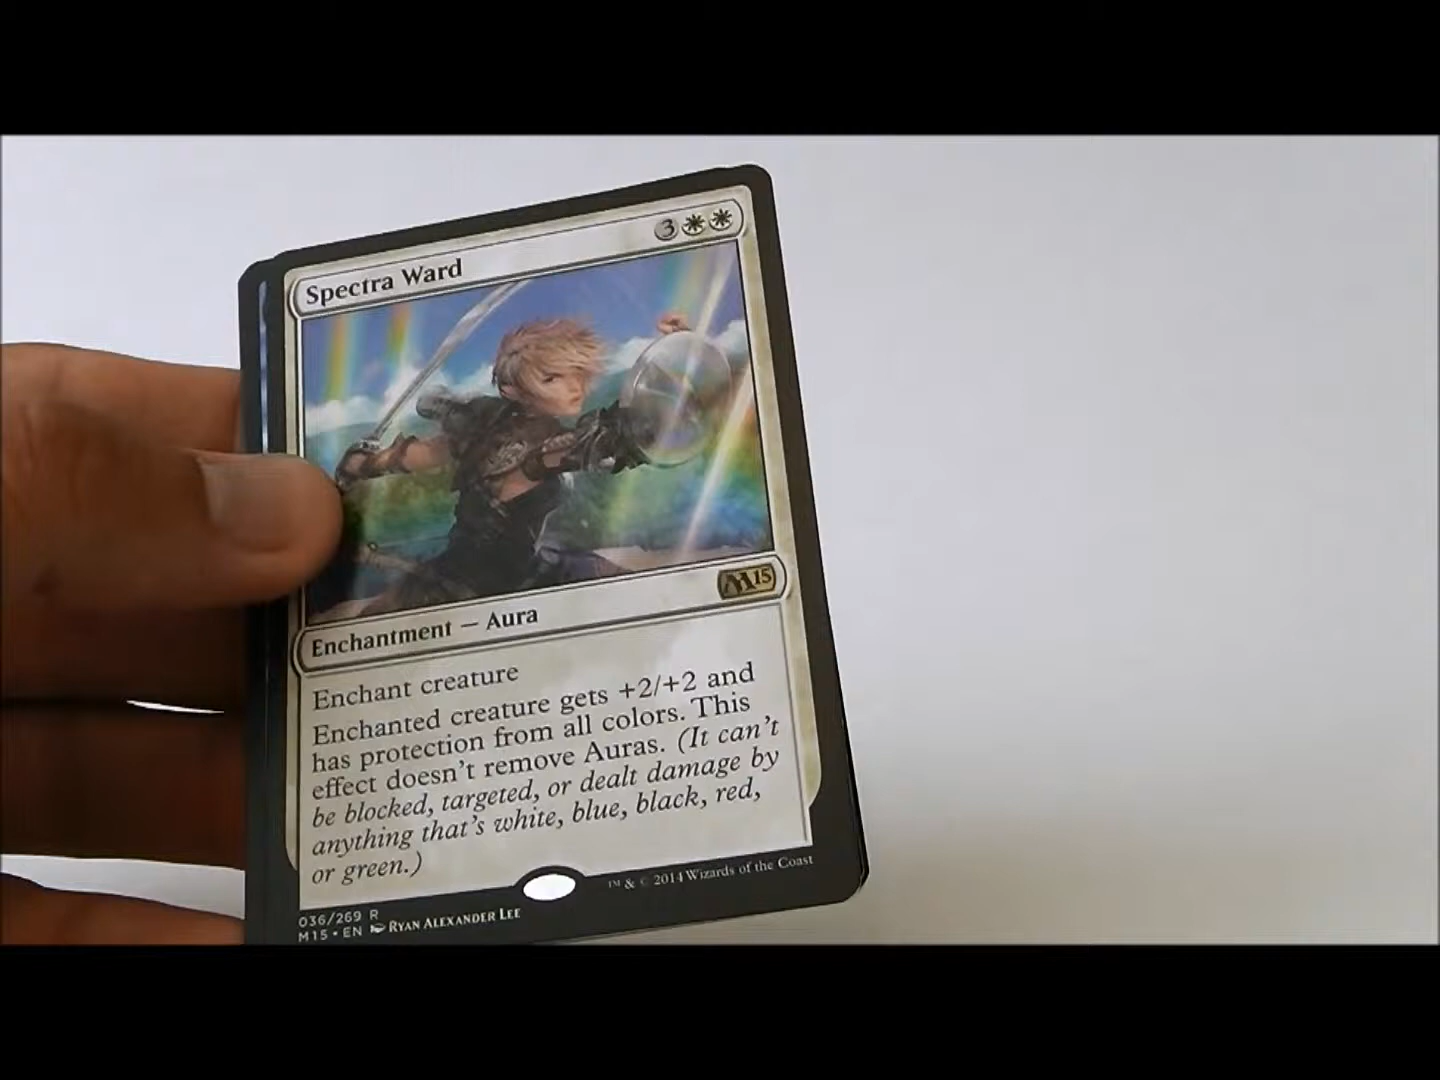 Spectra Ward
3
M15
Enchantment — Aura
Enchant creature
Enchanted creature gets +2/+2 and
has protection from all colors. This
effect doesn't remove Auras. (It can't
be blocked, targeted, or dealt damage by
anything that's white, blue, black, red,
or green.)
036/269 R
M15 • EN RYAN ALEXANDER LEE
™ & © 2014 Wizards of the Coast